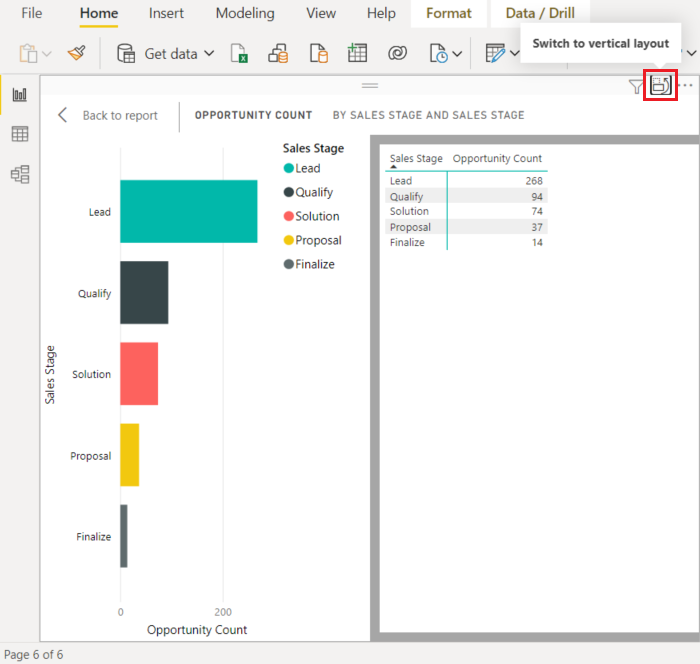 File Home Insert Modeling View Help Format Data / Drill
Get data
Switch to vertical layout
Back to report OPPORTUNITY COUNT BY SALES STAGE AND SALES STAGE
Sales Stage
Lead
Qualify
Solution
Proposal
Finalize
Sales Stage
Lead
Qualify
Solution
Proposal
Finalize
0 200
Opportunity Count
Sales Stage Opportunity Count
Lead 268
Qualify 94
Solution 74
Proposal 37
Finalize 14
Page 6 of 6